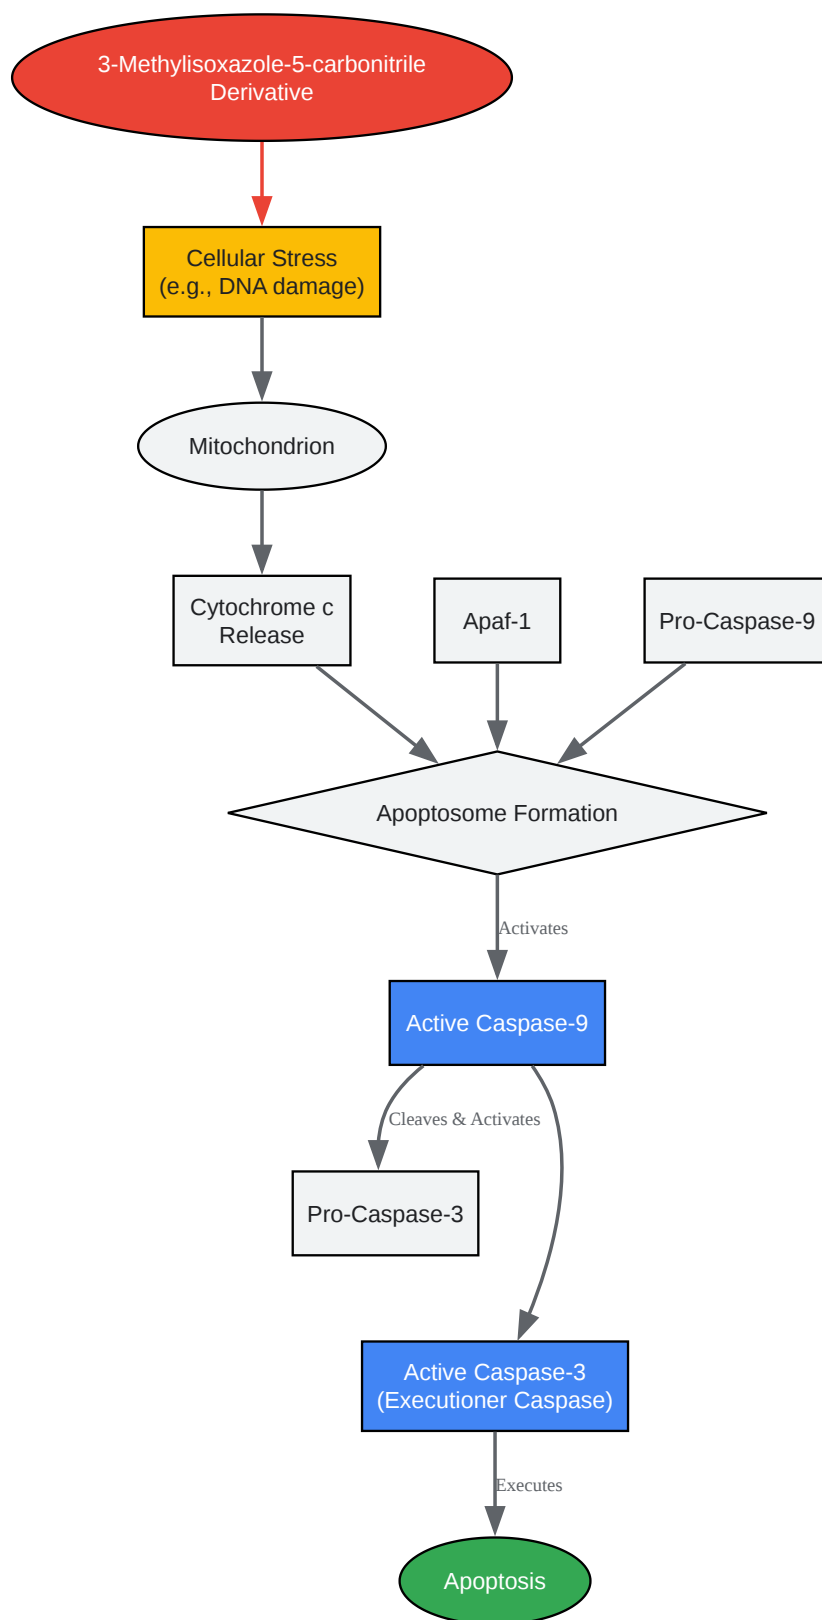 3-Methylisoxazole-5-carbonitrile
Derivative
Cellular Stress
(e.g., DNA damage)
Mitochondrion
Cytochrome c
Release
Apaf-1
Pro-Caspase-9
Apoptosome Formation
Activates
Active Caspase-9
Cleaves & Activates
Pro-Caspase-3
Active Caspase-3
(Executioner Caspase)
Executes
Apoptosis